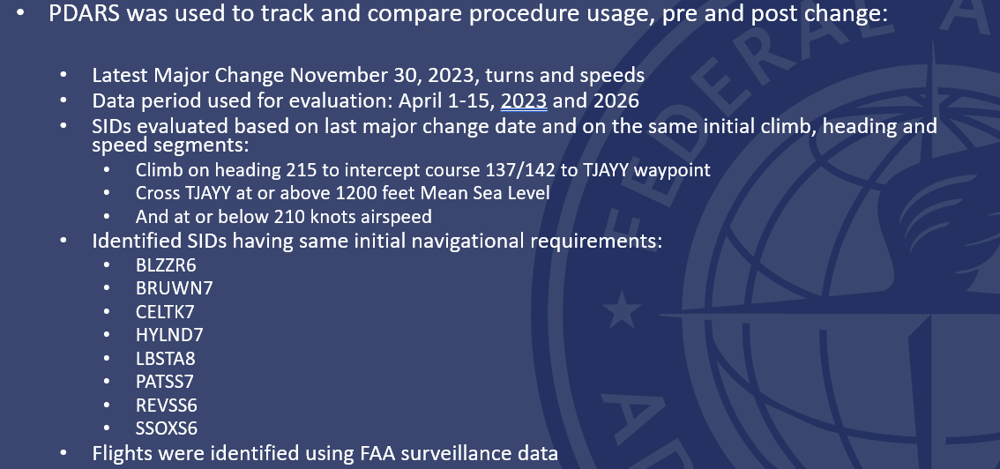 • PDARS was used to track and compare procedure usage, pre and post change:
• Latest Major Change November 30, 2023, turns and speeds
• Data period used for evaluation: April 1-15, 2023 and 2026
• SIDs evaluated based on last major change date and on the same initial climb, heading and
speed segments:
• Climb on heading 215 to intercept course 137/142 to TJAYY waypoint
• Cross TJAYY at or above 1200 feet Mean Sea Level
• And at or below 210 knots airspeed
• Identified SIDs having same initial navigational requirements:
• BLZZR6
• BRUWN7
• CELTK7
• HYLND7
• LBSTA8
• PATSS7
• REVSS6
• SSOXS6
• Flights were identified using FAA surveillance data
FEDERAL A
AD